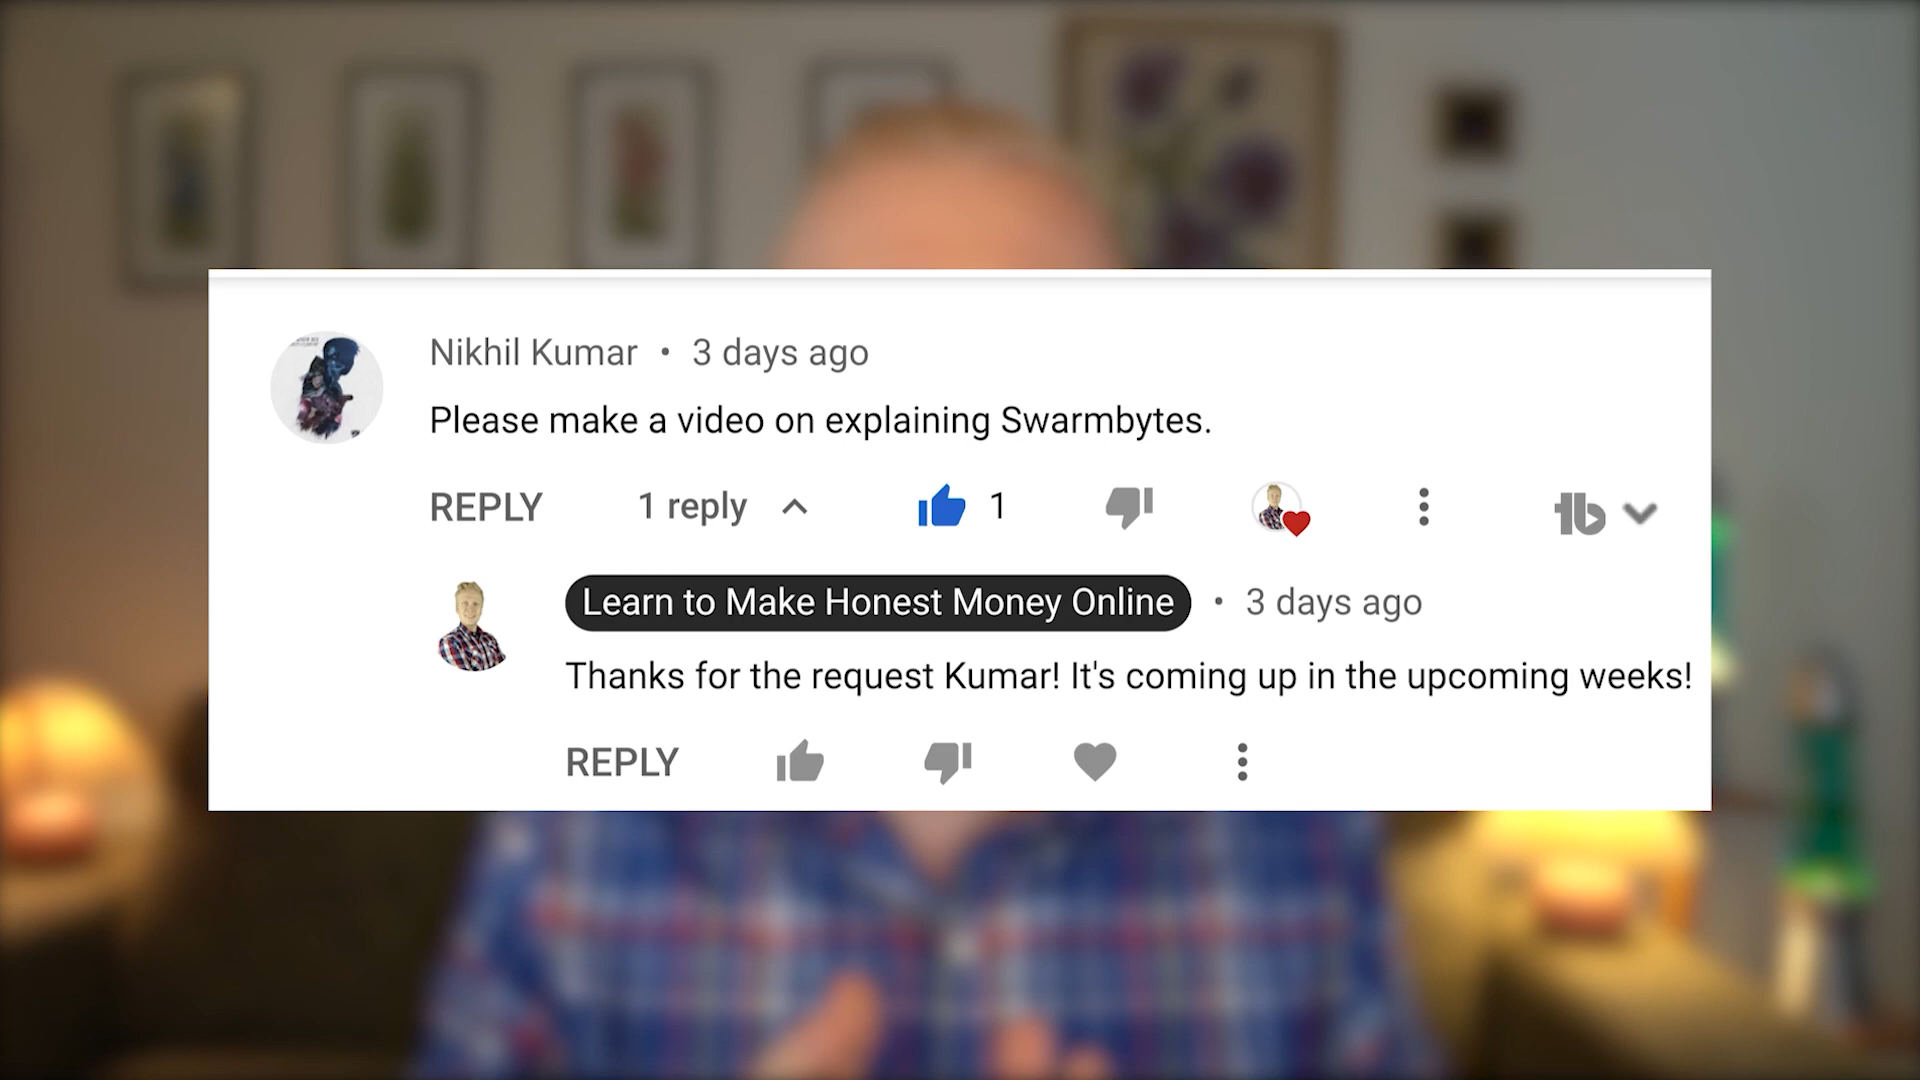 Nikhil Kumar • 3 days ago
Please make a video on explaining Swarmbytes.
REPLY 1 reply 1
Learn to Make Honest Money Online • 3 days ago
Thanks for the request Kumar! It's coming up in the upcoming weeks!
REPLY